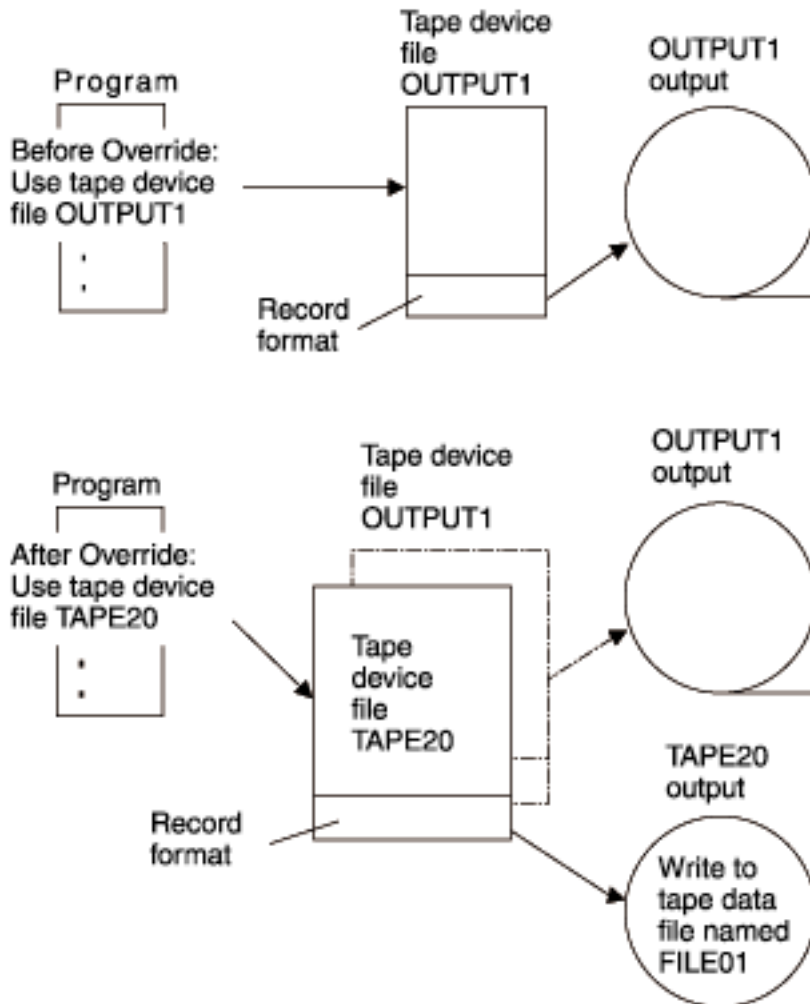 Program
Before Override:
Use tape device
file OUTPUT1
:
Tape device
file
OUTPUT1
Record
format
OUTPUT1
output
Program
After Override:
Use tape device
file TAPE20
:
Tape device
file
OUTPUT1
Tape
device
file
TAPE20
Record
format
OUTPUT1
output
TAPE20
output
Write to
tape data
file named
FILE01